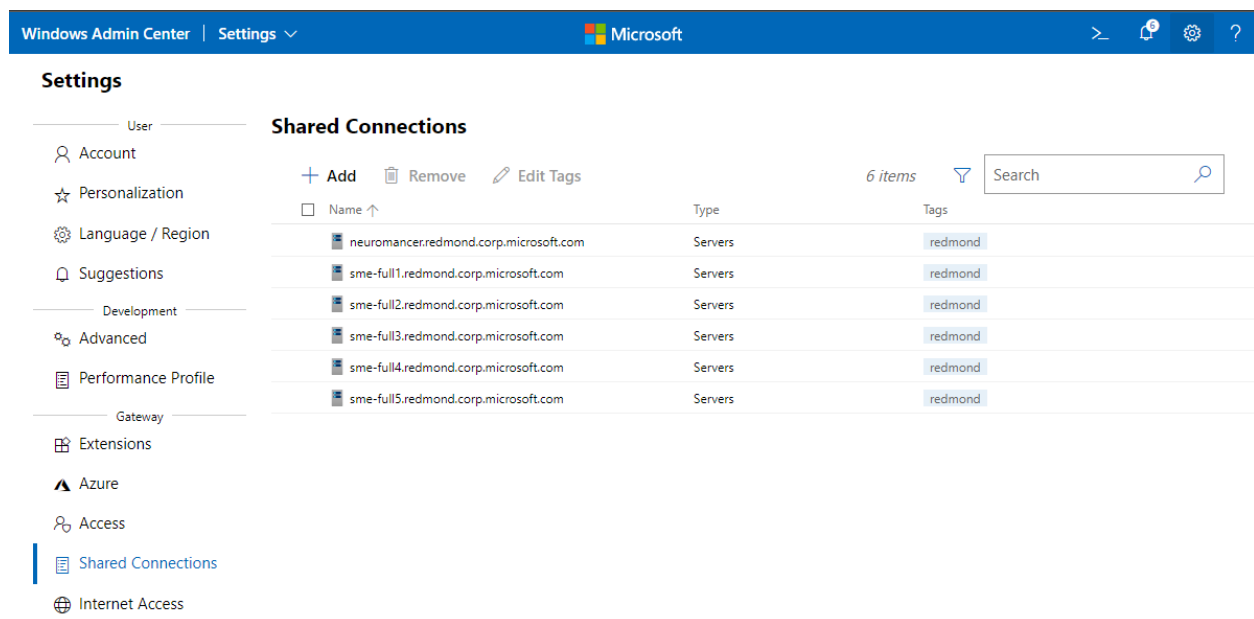 Windows Admin Center | Settings
Microsoft
6
Settings
User
Account
Personalization
Language / Region
Suggestions
Development
Advanced
Performance Profile
Gateway
Extensions
Azure
Access
Shared Connections
Internet Access
Shared Connections
Add Remove Edit Tags 6 items Search
Name Type Tags
neuromancer.redmond.corp.microsoft.com Servers redmond
sme-full1.redmond.corp.microsoft.com Servers redmond
sme-full2.redmond.corp.microsoft.com Servers redmond
sme-full3.redmond.corp.microsoft.com Servers redmond
sme-full4.redmond.corp.microsoft.com Servers redmond
sme-full5.redmond.corp.microsoft.com Servers redmond